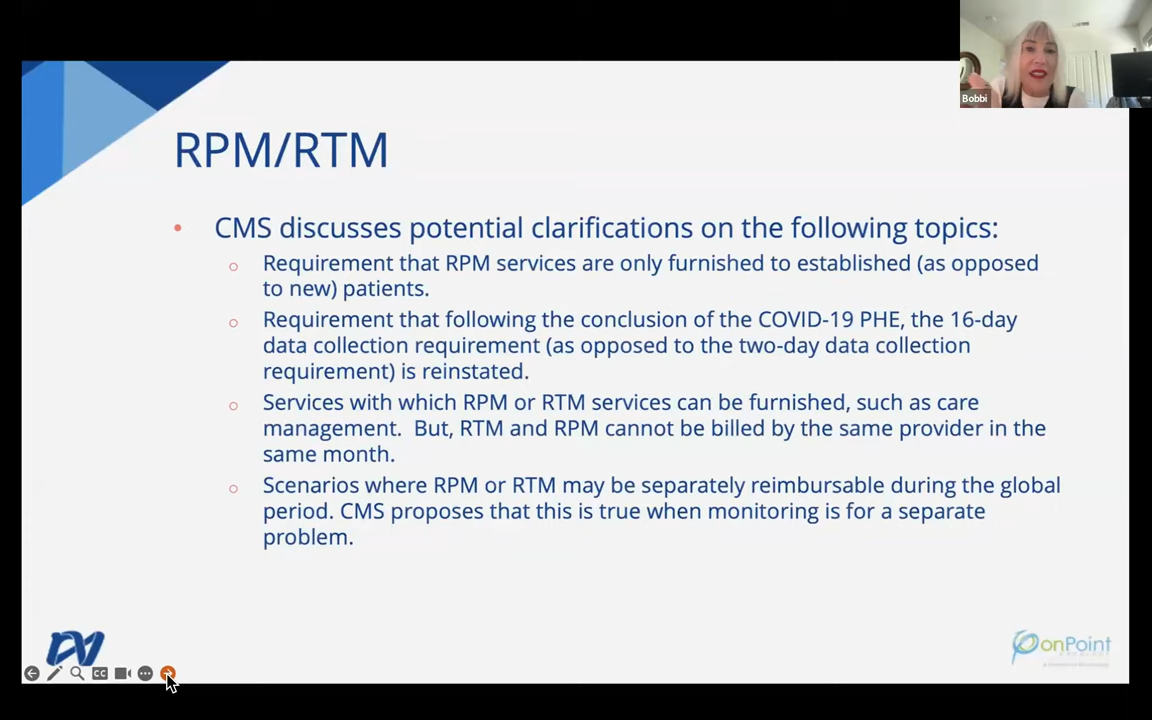 Bobbi
RPM/RTM
• CMS discusses potential clarifications on the following topics:
o Requirement that RPM services are only furnished to established (as opposed
to new) patients.
o Requirement that following the conclusion of the COVID-19 PHE, the 16-day
data collection requirement (as opposed to the two-day data collection
requirement) is reinstated.
o Services with which RPM or RTM services can be furnished, such as care
management.  But, RTM and RPM cannot be billed by the same provider in the
same month.
o Scenarios where RPM or RTM may be separately reimbursable during the global
period. CMS proposes that this is true when monitoring is for a separate
problem.
onPoint
CC